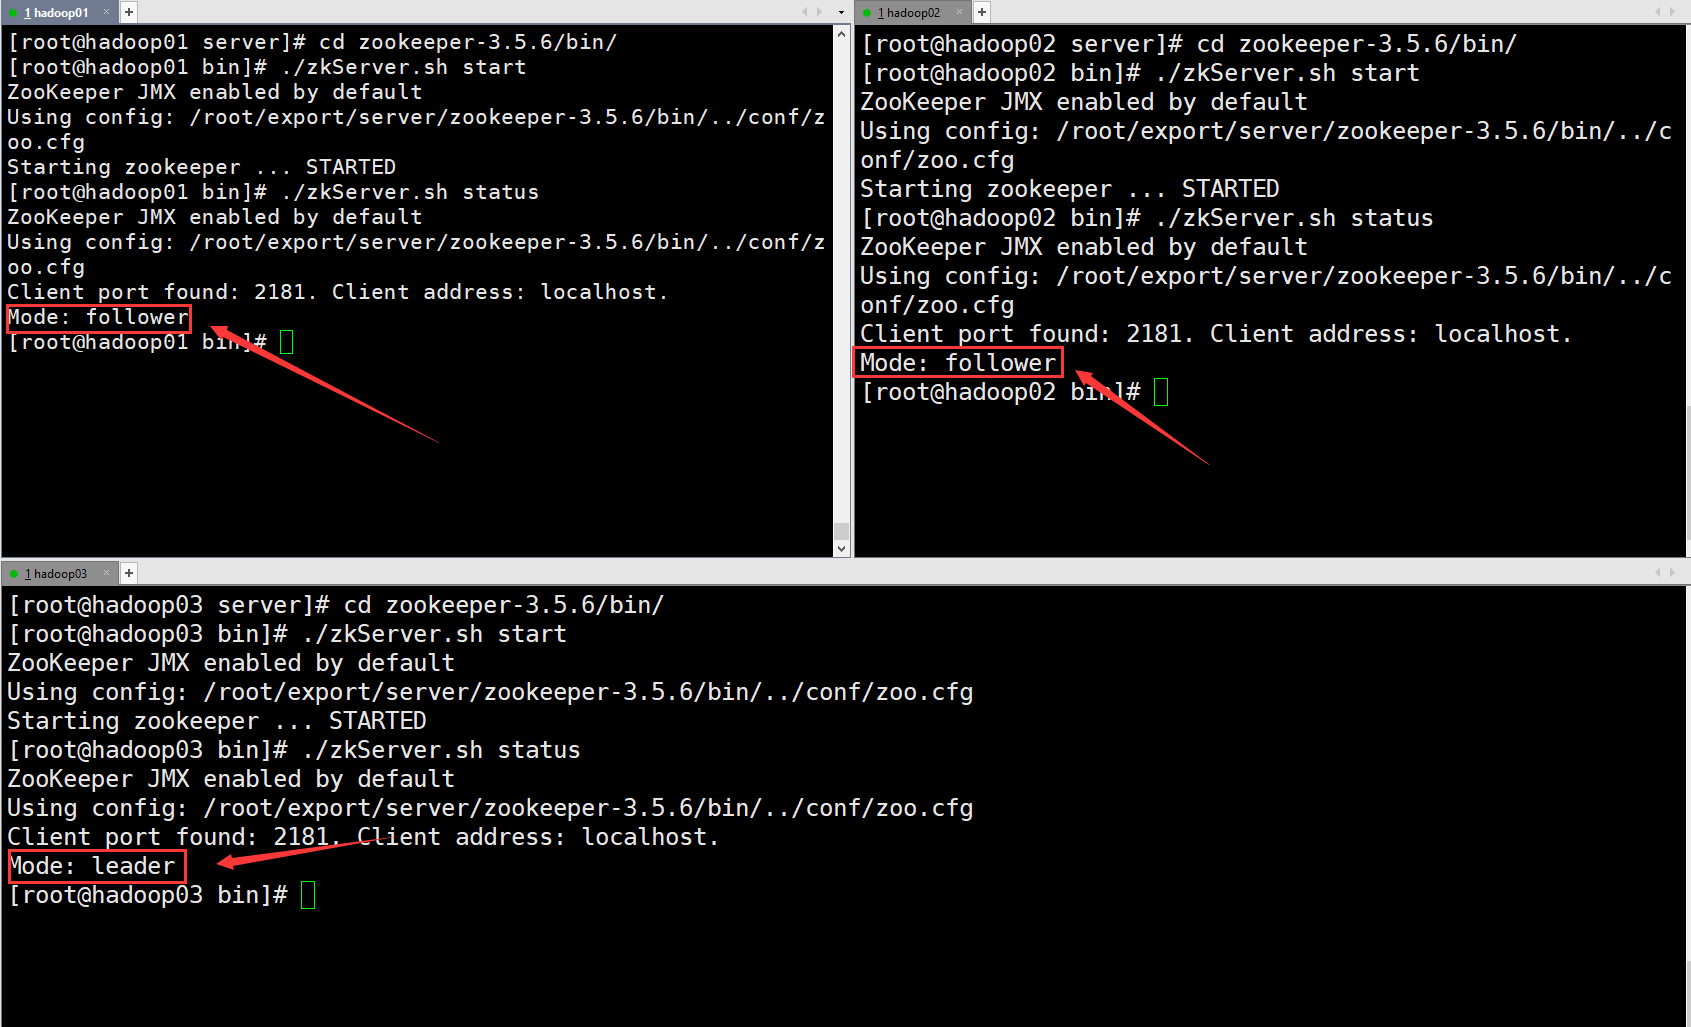 1 hadoop01
[root@hadoop01 server]# cd zookeeper-3.5.6/bin/
[root@hadoop01 bin]# ./zkServer.sh start
ZooKeeper JMX enabled by default
Using config: /root/export/server/zookeeper-3.5.6/bin/../conf/z
oo.cfg
Starting zookeeper ... STARTED
[root@hadoop01 bin]# ./zkServer.sh status
ZooKeeper JMX enabled by default
Using config: /root/export/server/zookeeper-3.5.6/bin/../conf/z
oo.cfg
Client port found: 2181. Client address: localhost.
Mode: follower
[root@hadoop01 bin]#
1 hadoop02
[root@hadoop02 server]# cd zookeeper-3.5.6/bin/
[root@hadoop02 bin]# ./zkServer.sh start
ZooKeeper JMX enabled by default
Using config: /root/export/server/zookeeper-3.5.6/bin/../c
onf/zoo.cfg
Starting zookeeper ... STARTED
[root@hadoop02 bin]# ./zkServer.sh status
ZooKeeper JMX enabled by default
Using config: /root/export/server/zookeeper-3.5.6/bin/../c
onf/zoo.cfg
Client port found: 2181. Client address: localhost.
Mode: follower
[root@hadoop02 bin]#
1 hadoop03
[root@hadoop03 server]# cd zookeeper-3.5.6/bin/
[root@hadoop03 bin]# ./zkServer.sh start
ZooKeeper JMX enabled by default
Using config: /root/export/server/zookeeper-3.5.6/bin/../conf/zoo.cfg
Starting zookeeper ... STARTED
[root@hadoop03 bin]# ./zkServer.sh status
ZooKeeper JMX enabled by default
Using config: /root/export/server/zookeeper-3.5.6/bin/../conf/zoo.cfg
Client port found: 2181. Client address: localhost.
Mode: leader
[root@hadoop03 bin]#